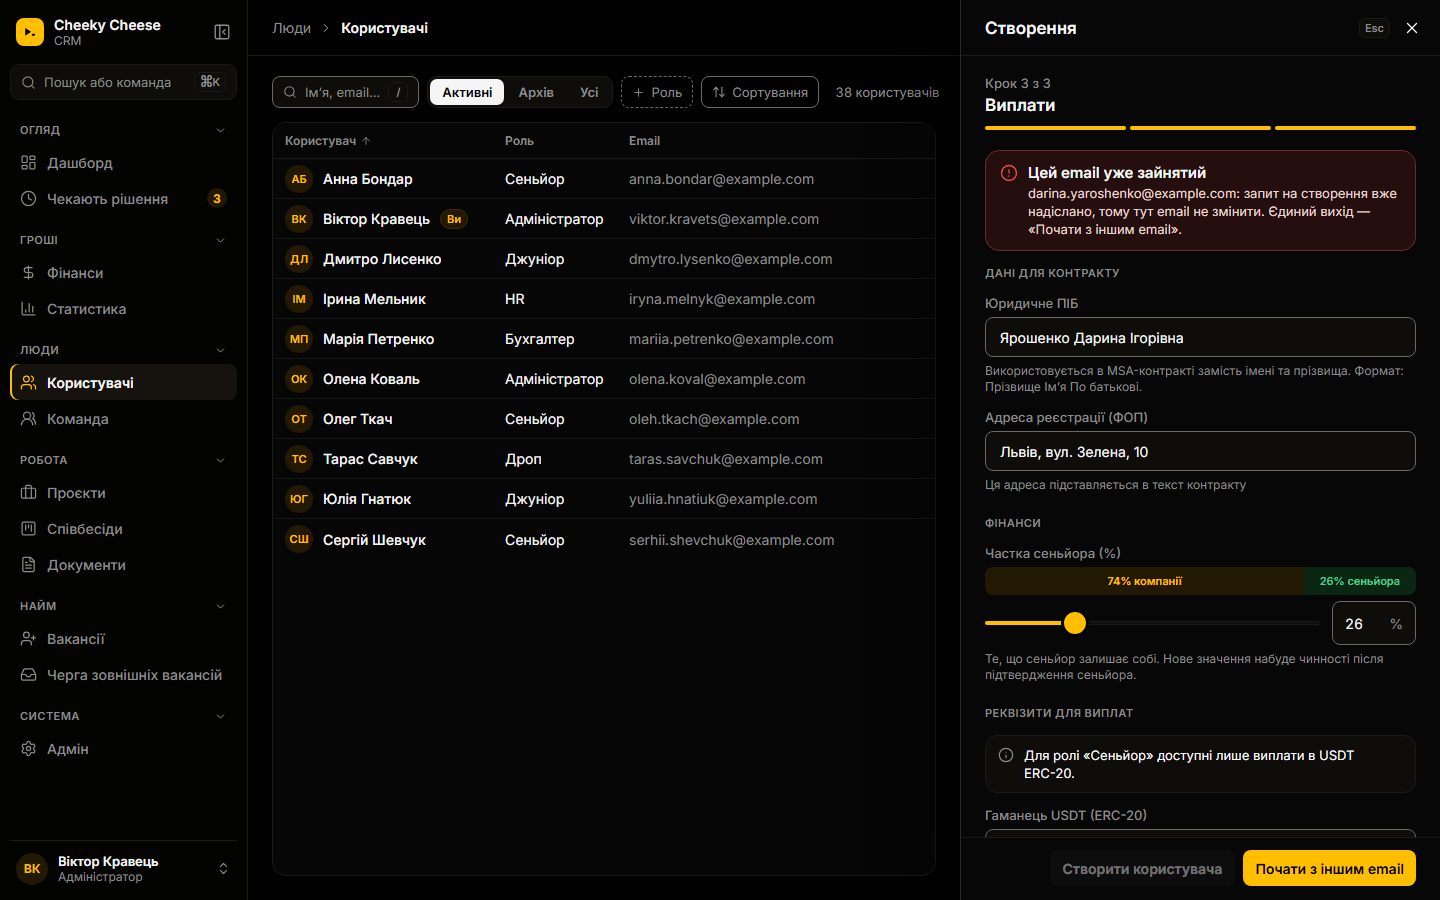 Cheeky Cheese
CRM
Пошук або команда
⌘K
ОГЛЯД
Дашборд
Чекають рішення
3
ГРОШІ
Фінанси
Статистика
ЛЮДИ
Користувачі
Команда
РОБОТА
Проєкти
Співбесіди
Документи
НАЙМ
Вакансії
Черга зовнішніх вакансій
СИСТЕМА
Адмін
ВК
Віктор Кравець
Адміністратор
Люди > Користувачі
Ім’я, email... /
Активні Архів Усі
+ Роль
Сортування
38 користувачів
Користувач ↑ Роль Email
АБ Анна Бондар Сеньйор anna.bondar@example.com
ВК Віктор Кравець Ви Адміністратор viktor.kravets@example.com
ДЛ Дмитро Лисенко Джуніор dmytro.lysenko@example.com
ІМ Ірина Мельник HR iryna.melnyk@example.com
МП Марія Петренко Бухгалтер mariia.petrenko@example.com
ОК Олена Коваль Адміністратор olena.koval@example.com
ОТ Олег Ткач Сеньйор oleh.tkach@example.com
ТС Тарас Савчук Дроп taras.savchuk@example.com
ЮГ Юлія Гнатюк Джуніор yuliia.hnatiuk@example.com
СШ Сергій Шевчук Сеньйор serhii.shevchuk@example.com
Створення
Esc
Крок 3 з 3
Виплати
Цей email уже зайнятий
darina.yaroshenko@example.com: запит на створення вже
надіслано, тому тут email не змінити. Єдиний вихід —
«Почати з іншим email».
ДАНІ ДЛЯ КОНТРАКТУ
Юридичне ПІБ
Ярошенко Дарина Ігорівна
Використовується в MSA-контракті замість імені та прізвища. Формат:
Прізвище Ім’я По батькові.
Адреса реєстрації (ФОП)
Львів, вул. Зелена, 10
Ця адреса підставляється в текст контракту
ФІНАНСИ
Частка сеньйора (%)
74% компанії
26% сеньйора
26 %
Те, що сеньйор залишає собі. Нове значення набуде чинності після
підтвердження сеньйора.
РЕКВІЗИТИ ДЛЯ ВИПЛАТ
Для ролі «Сеньйор» доступні лише виплати в USDT
ERC-20.
Гаманець USDT (ERC-20)
Створити користувача
Почати з іншим email